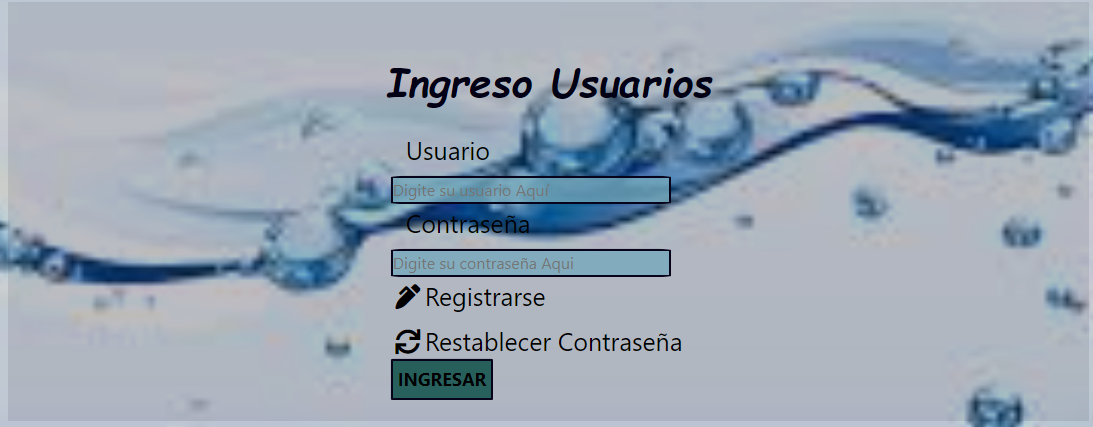 Ingreso Usuarios
Usuario
Digite su usuario Aquí
Contraseña
Digite su contraseña Aqui
Registrarse
Restablecer Contraseña
INGRESAR